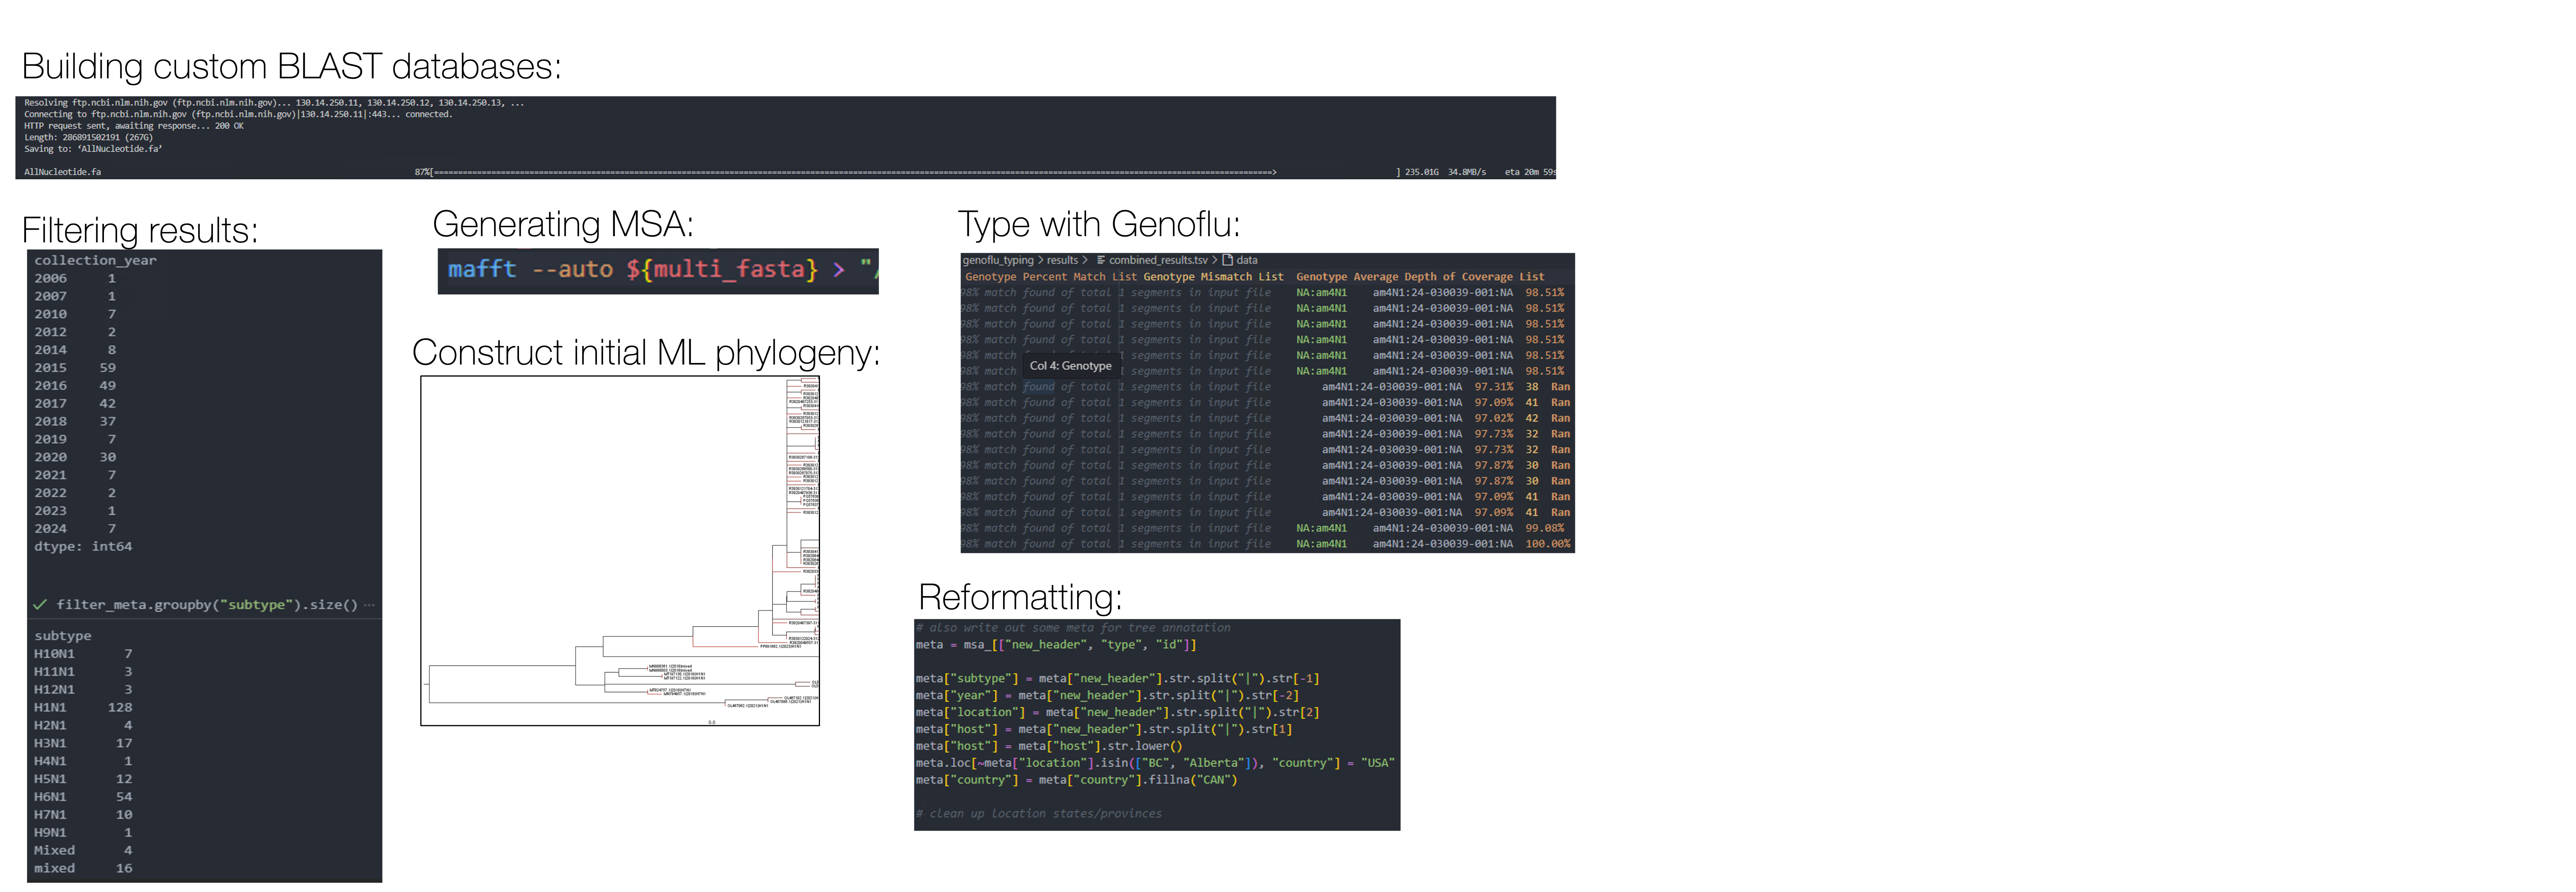 Building custom BLAST databases:
Resolving ftp.ncbi.nlm.nih.gov (ftp.ncbi.nlm.nih.gov)... 130.14.250.11, 130.14.250.12, 130.14.250.13, ...
Connecting to ftp.ncbi.nlm.nih.gov (ftp.ncbi.nlm.nih.gov)|130.14.250.11|:443... connected.
HTTP request sent, awaiting response... 200 OK
Length: 286891502191 (267G)
Saving to: ‘AllNucleotide.fa’
AllNucleotide.fa 87%[=====================> ] 235.01G 34.8MB/s eta 20m 59s
Filtering results:
collection_year
2006 1
2007 1
2010 7
2012 2
2014 8
2015 59
2016 49
2017 42
2018 37
2019 7
2020 30
2021 7
2022 2
2023 1
2024 7
dtype: int64
filter_meta.groupby("subtype").size() ...
subtype
H10N1 7
H11N1 3
H12N1 3
H1N1 128
H2N1 4
H3N1 17
H4N1 1
H5N1 12
H6N1 54
H7N1 10
H9N1 1
Mixed 4
mixed 16
Generating MSA:
mafft --auto ${multi_fasta} > "/
Construct initial ML phylogeny:
0.0
Type with Genoflu:
genoflu_typing > results > combined_results.tsv > data
Genotype Percent Match List Genotype Mismatch List Genotype Average Depth of Coverage List
98% match found of total 1 segments in input file NA:am4N1 am4N1:24-030039-001:NA 98.51%
98% match found of total 1 segments in input file NA:am4N1 am4N1:24-030039-001:NA 98.51%
98% match found of total 1 segments in input file NA:am4N1 am4N1:24-030039-001:NA 98.51%
98% match found of total 1 segments in input file NA:am4N1 am4N1:24-030039-001:NA 98.51%
98% match found of total 1 segments in input file NA:am4N1 am4N1:24-030039-001:NA 98.51%
Col 4: Genotype
98% match 1 segments in input file NA:am4N1 am4N1:24-030039-001:NA 98.51%
98% match found of total 1 segments in input file am4N1:24-030039-001:NA 97.31% 38 Ran
98% match found of total 1 segments in input file am4N1:24-030039-001:NA 97.09% 41 Ran
98% match found of total 1 segments in input file am4N1:24-030039-001:NA 97.02% 42 Ran
98% match found of total 1 segments in input file am4N1:24-030039-001:NA 97.73% 32 Ran
98% match found of total 1 segments in input file am4N1:24-030039-001:NA 97.73% 32 Ran
98% match found of total 1 segments in input file am4N1:24-030039-001:NA 97.87% 30 Ran
98% match found of total 1 segments in input file am4N1:24-030039-001:NA 97.87% 30 Ran
98% match found of total 1 segments in input file am4N1:24-030039-001:NA 97.09% 41 Ran
98% match found of total 1 segments in input file am4N1:24-030039-001:NA 97.09% 41 Ran
98% match found of total 1 segments in input file NA:am4N1 am4N1:24-030039-001:NA 99.08%
98% match found of total 1 segments in input file NA:am4N1 am4N1:24-030039-001:NA 100.00%
Reformatting:
# also write out some meta for tree annotation
meta = msa_[["new_header", "type", "id"]]
meta["subtype"] = meta["new_header"].str.split("|").str[-1]
meta["year"] = meta["new_header"].str.split("|").str[-2]
meta["location"] = meta["new_header"].str.split("|").str[2]
meta["host"] = meta["new_header"].str.split("|").str[1]
meta["host"] = meta["host"].str.lower()
meta.loc[~meta["location"].isin(["BC", "Alberta"]), "country"] = "USA"
meta["country"] = meta["country"].fillna("CAN")
# clean up location states/provinces